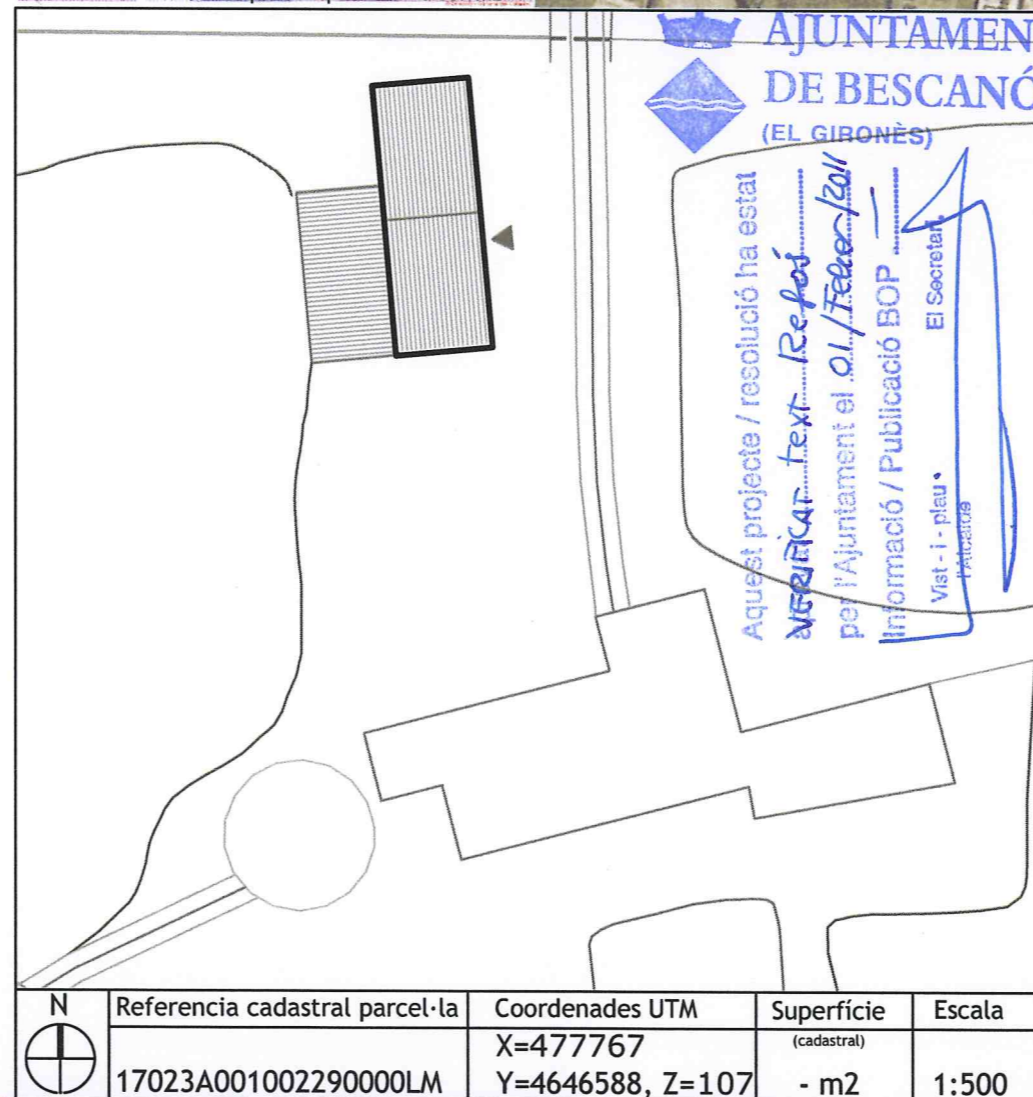 AJUNTAMEN
DE BESCANÓ
(EL GIRONÈS)
Aquest projecte / resolució ha estat
VERIFICAT Text Refós
per l'Ajuntament el 01/Febrer/2011
Informació / Publicació BOP —
El Secretari,
Vist - i - plau
l'Alcalde
N
Referencia cadastral parcel·la
17023A001002290000LM
Coordenades UTM
X=477767
Y=4646588, Z=107
Superfície
(cadastral)
- m2
Escala
1:500